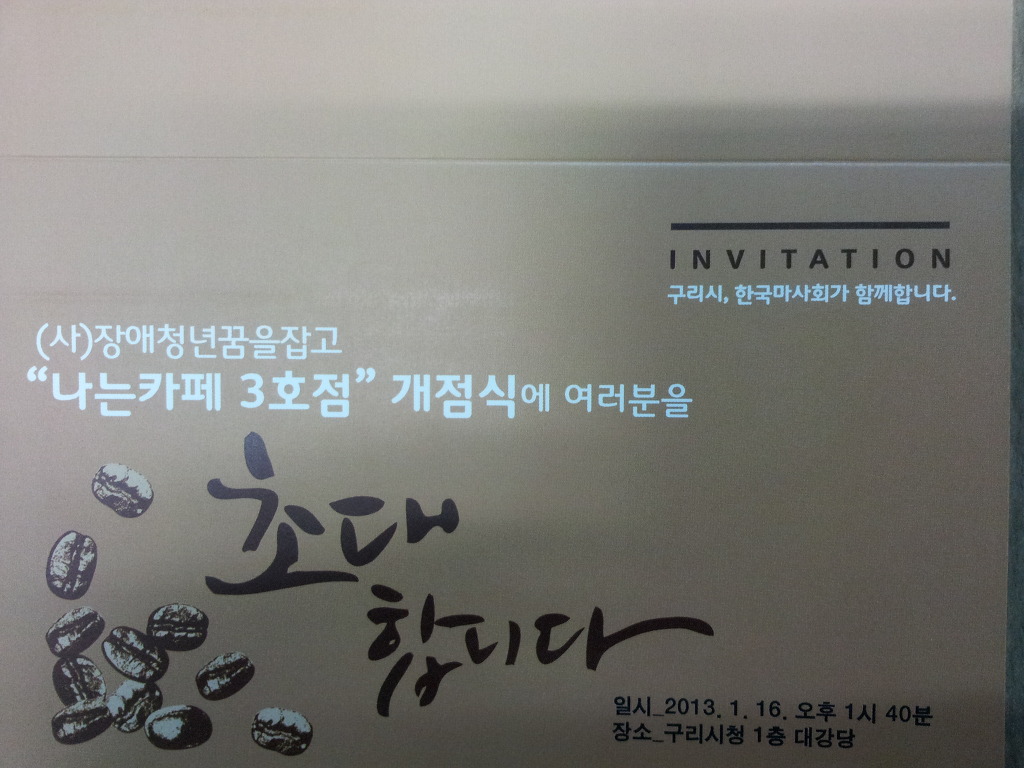 INVITATION
구리시, 한국마사회가 함께합니다.
(사)장애청년꿈을잡고
“나는카페 3호점” 개점식에 여러분을
초대
합니다
일시_2013. 1. 16. 오후 1시 40분
장소_구리시청 1층 대강당